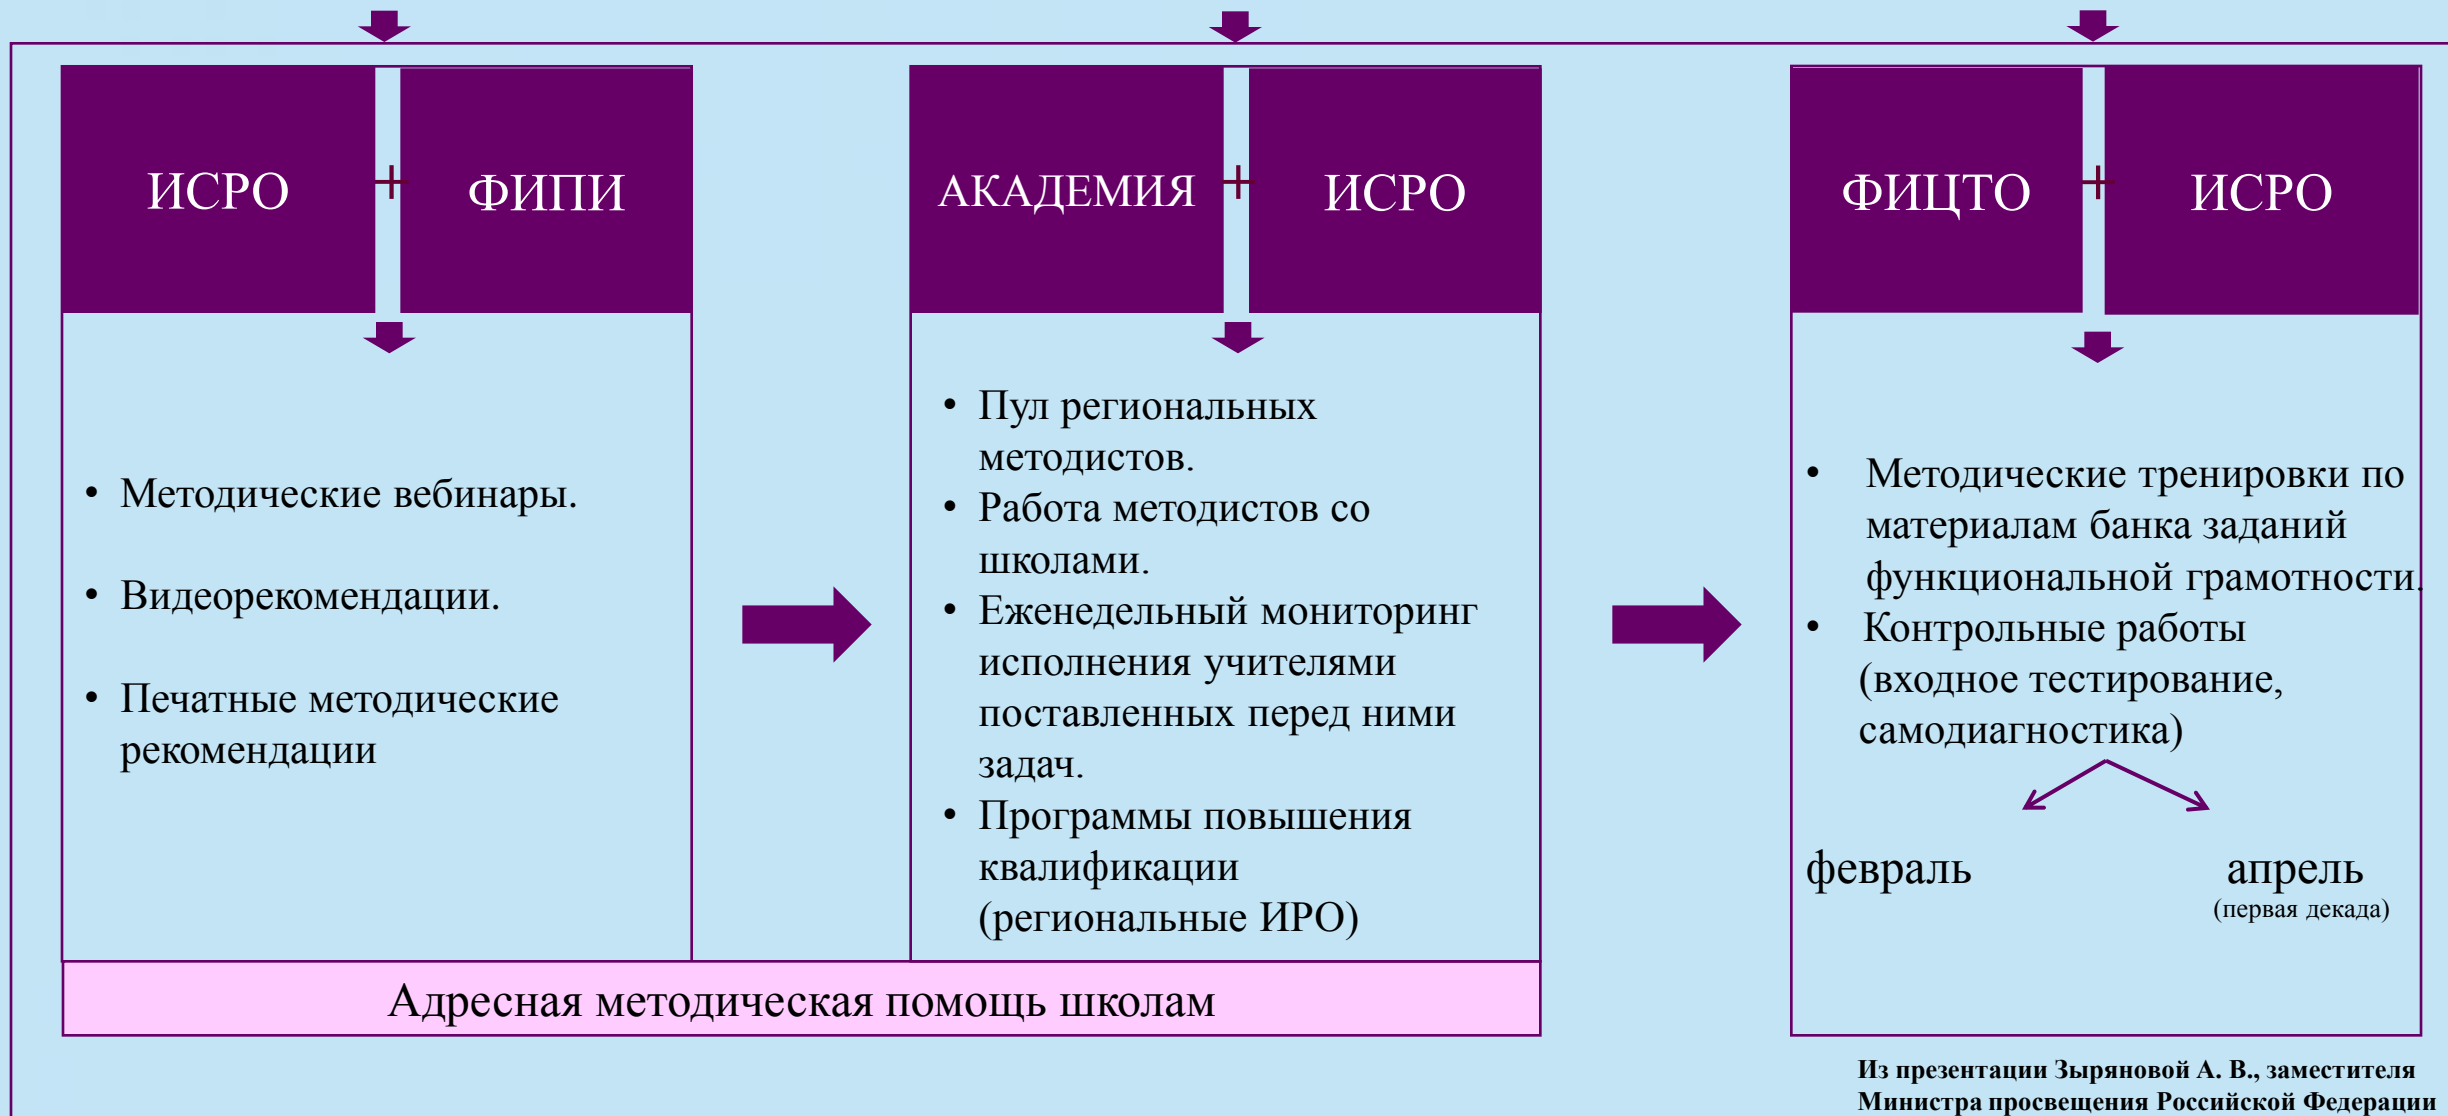 ИСРО + ФИПИ
• Методические вебинары.
• Видеорекомендации.
• Печатные методические
рекомендации
АКАДЕМИЯ + ИСРО
• Пул региональных
методистов.
• Работа методистов со
школами.
• Еженедельный мониторинг
исполнения учителями
поставленных перед ними
задач.
• Программы повышения
квалификации
(региональные ИРО)
Адресная методическая помощь школам
ФИЦТО + ИСРО
• Методические тренировки по
материалам банка заданий
функциональной грамотности.
• Контрольные работы
(входное тестирование,
самодиагностика)
февраль
апрель
(первая декада)
Из презентации Зыряновой А. В., заместителя
Министра просвещения Российской Федерации